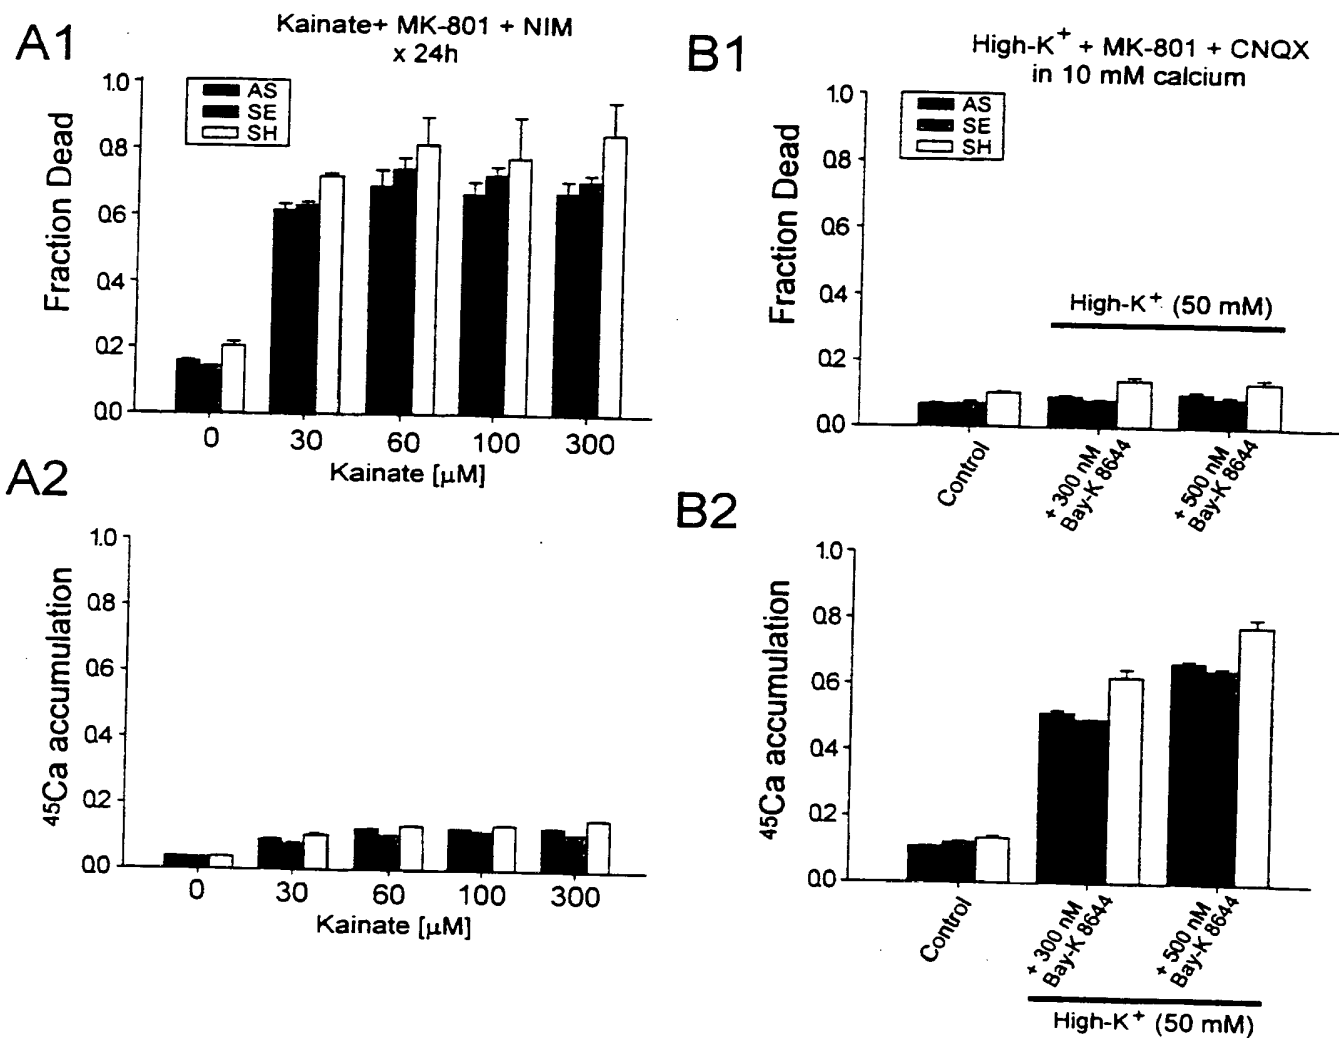 A1
Kainate+ MK-801 + NIM
x 24h
1.0
0.8
0.6
0.4
0.2
0.0
Fraction Dead
AS
SE
SH
0
30
60
100
300
Kainate [µM]
B1
High-K⁺ + MK-801 + CNQX
in 10 mM calcium
1.0
0.8
0.6
0.4
0.2
0.0
Fraction Dead
AS
SE
SH
High-K⁺ (50 mM)
Control
+ 300 nM
Bay-K 8644
+ 500 nM
Bay-K 8644
A2
1.0
0.8
0.6
0.4
0.2
0.0
⁴⁵Ca accumulation
0
30
60
100
300
Kainate [µM]
B2
1.0
0.8
0.6
0.4
0.2
0.0
⁴⁵Ca accumulation
Control
+ 300 nM
Bay-K 8644
+ 500 nM
Bay-K 8644
High-K⁺ (50 mM)